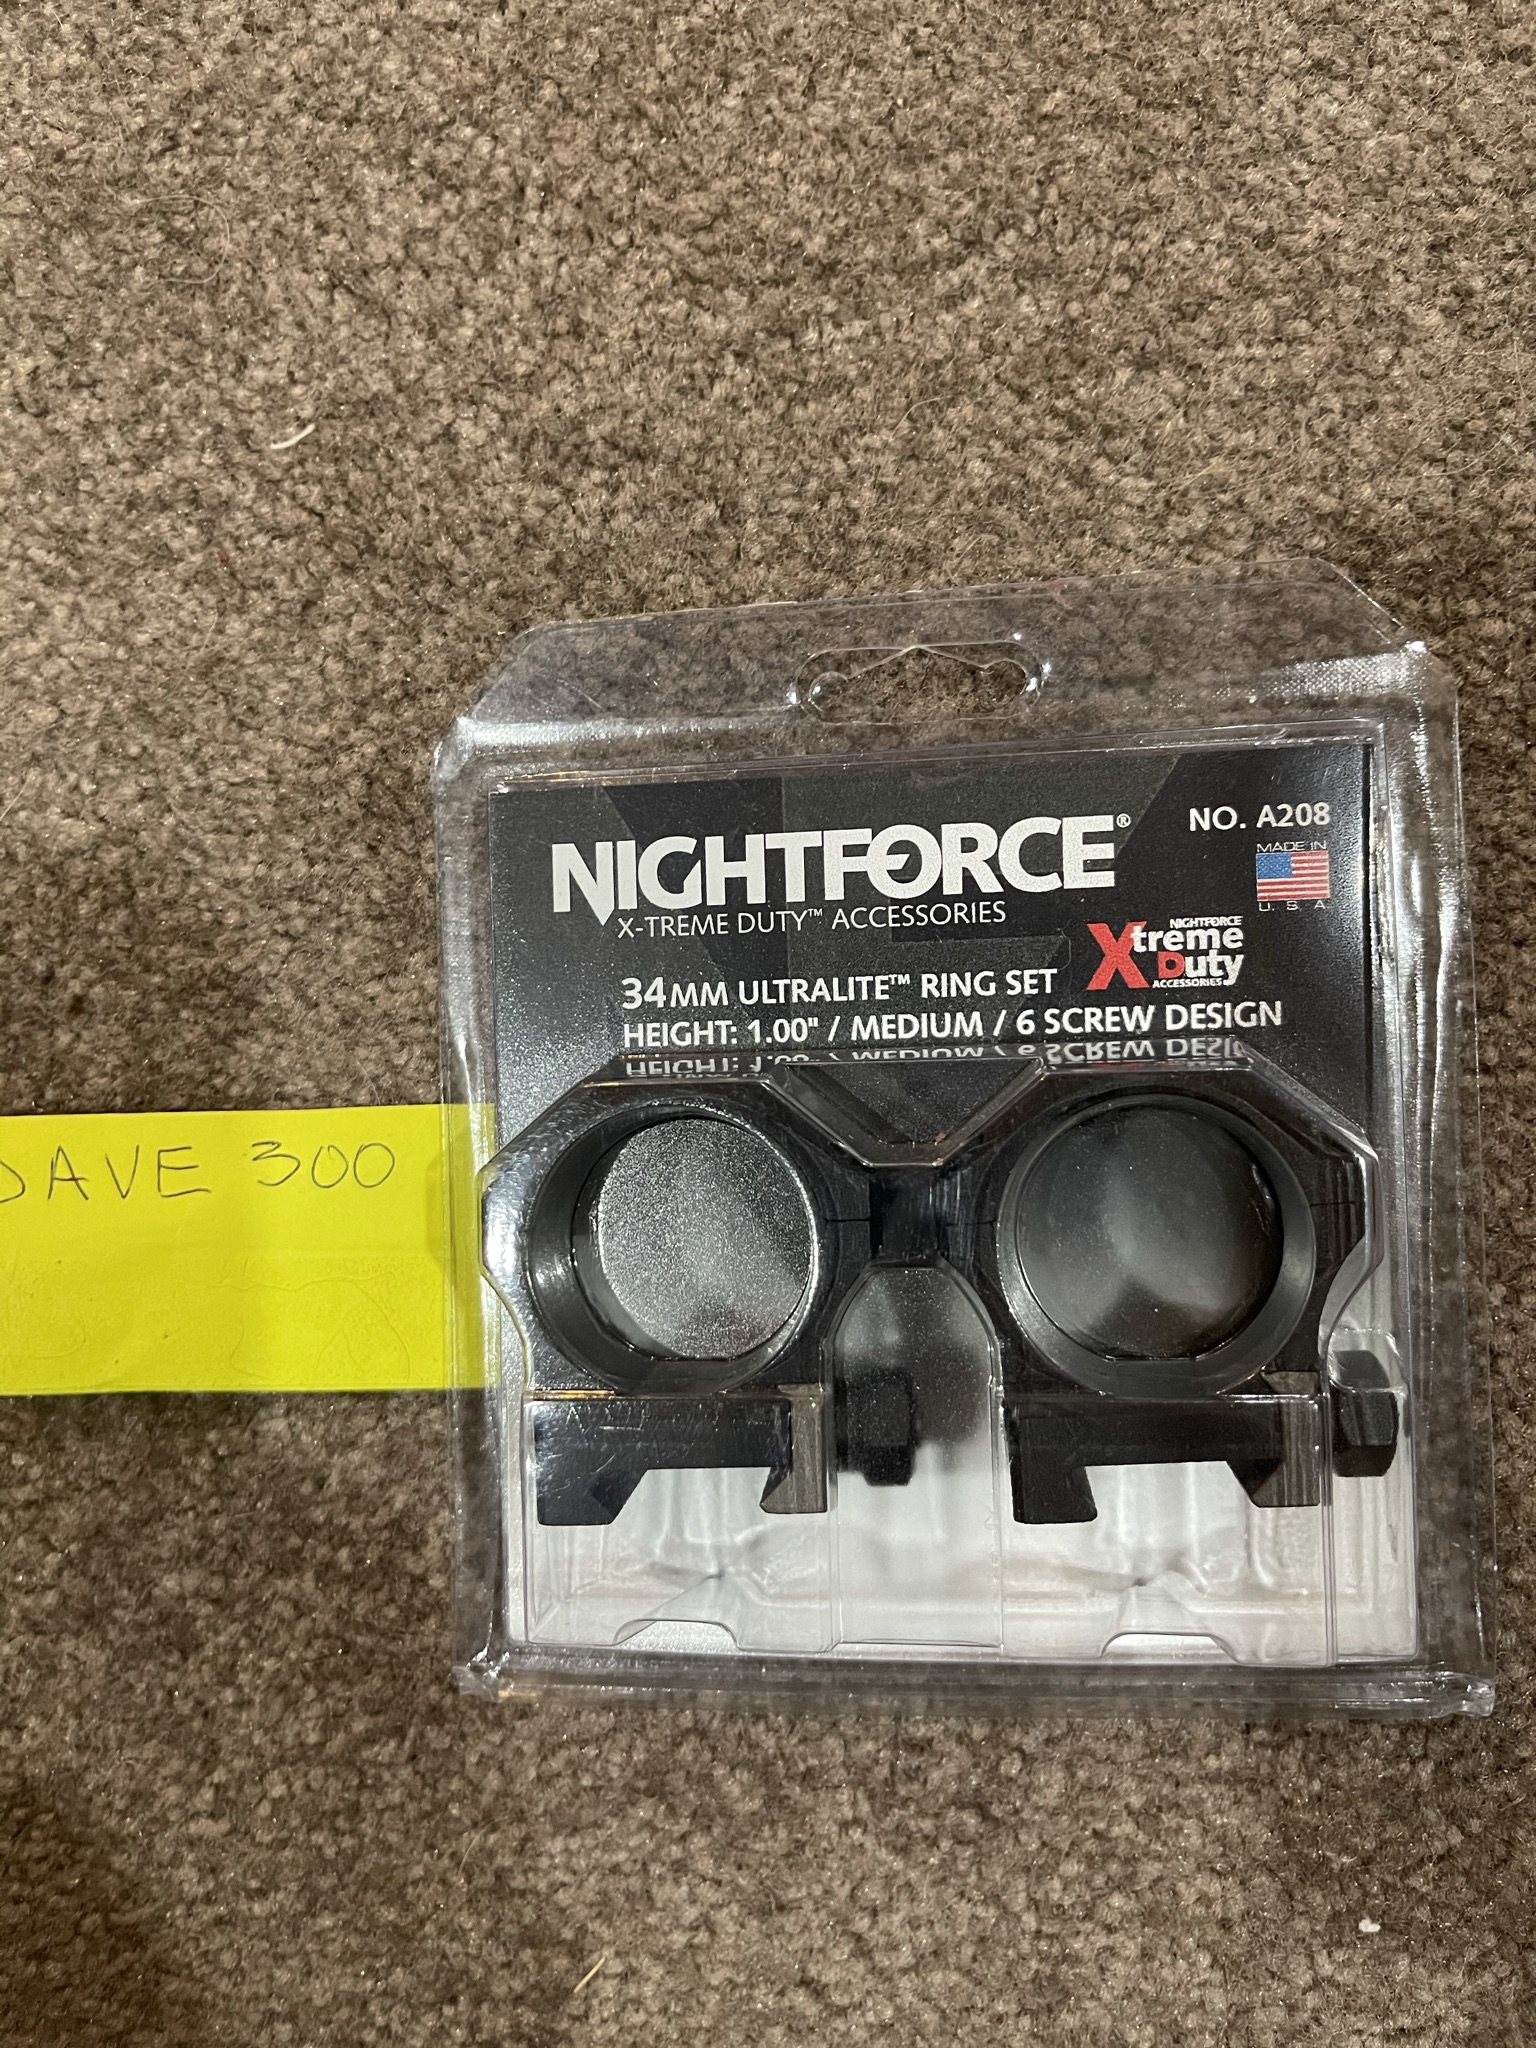 NIGHTFORCE®
X-TREME DUTY™ ACCESSORIES
NO. A208
MADE IN
U.S.A
NIGHTFORCE
Xtreme
Duty
ACCESSORIES
34MM ULTRALITE™ RING SET
HEIGHT: 1.00" / MEDIUM / 6 SCREW DESIGN
DAVE 300